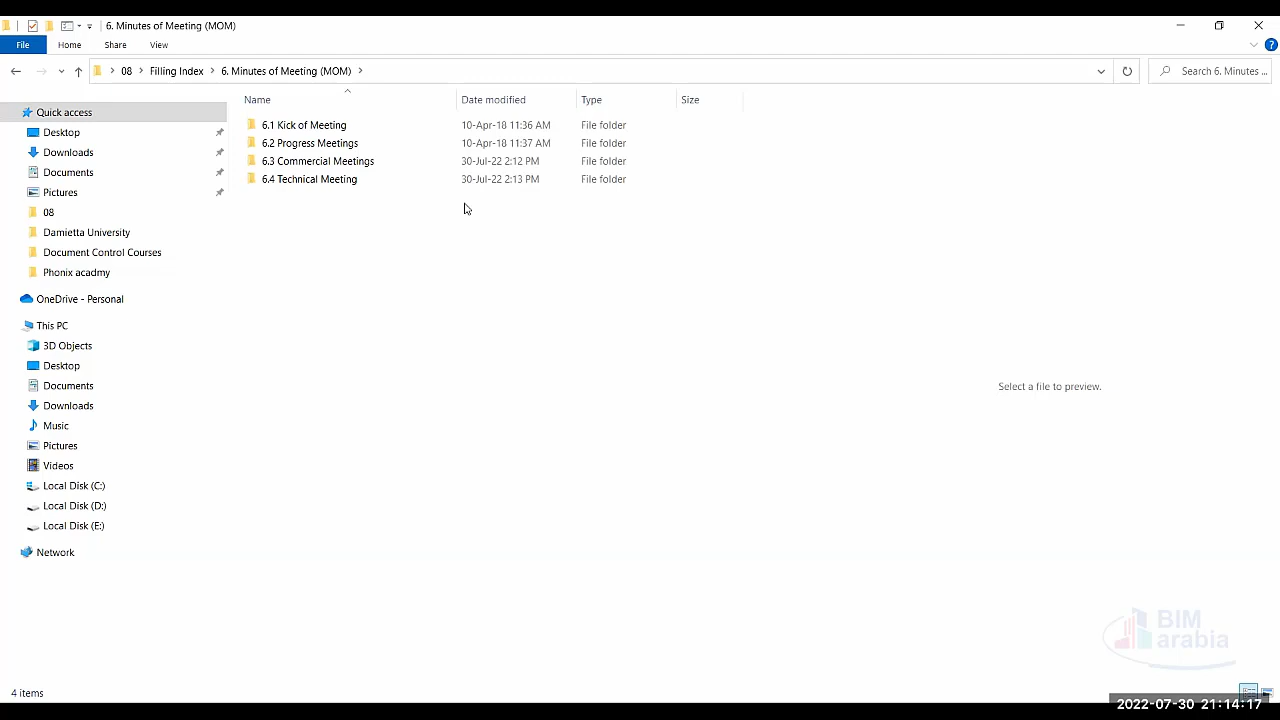 6. Minutes of Meeting (MOM)
File Home Share View
08 Filling Index 6. Minutes of Meeting (MOM) Search 6. Minutes ...
Name Date modified Type Size
Quick access
Desktop
Downloads
Documents
Pictures
08
Damietta University
Document Control Courses
Phonix acadmy
OneDrive - Personal
This PC
3D Objects
Desktop
Documents
Downloads
Music
Pictures
Videos
Local Disk (C:)
Local Disk (D:)
Local Disk (E:)
Network
6.1 Kick of Meeting 10-Apr-18 11:36 AM File folder
6.2 Progress Meetings 10-Apr-18 11:37 AM File folder
6.3 Commercial Meetings 30-Jul-22 2:12 PM File folder
6.4 Technical Meeting 30-Jul-22 2:13 PM File folder
Select a file to preview.
BIM
arabia
4 items
2022-07-30 21:14:17